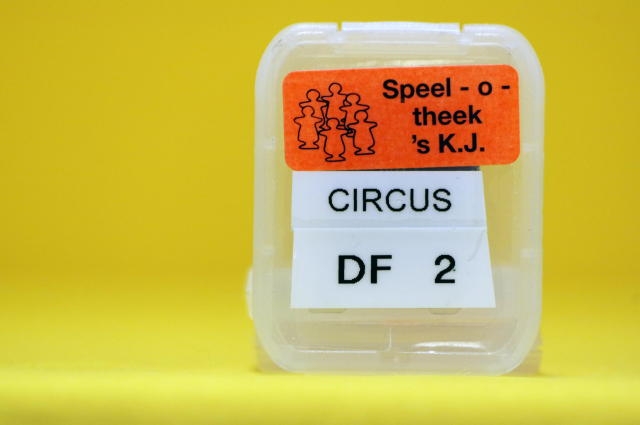 Speel - o -
theek
's K.J.
CIRCUS
DF 2